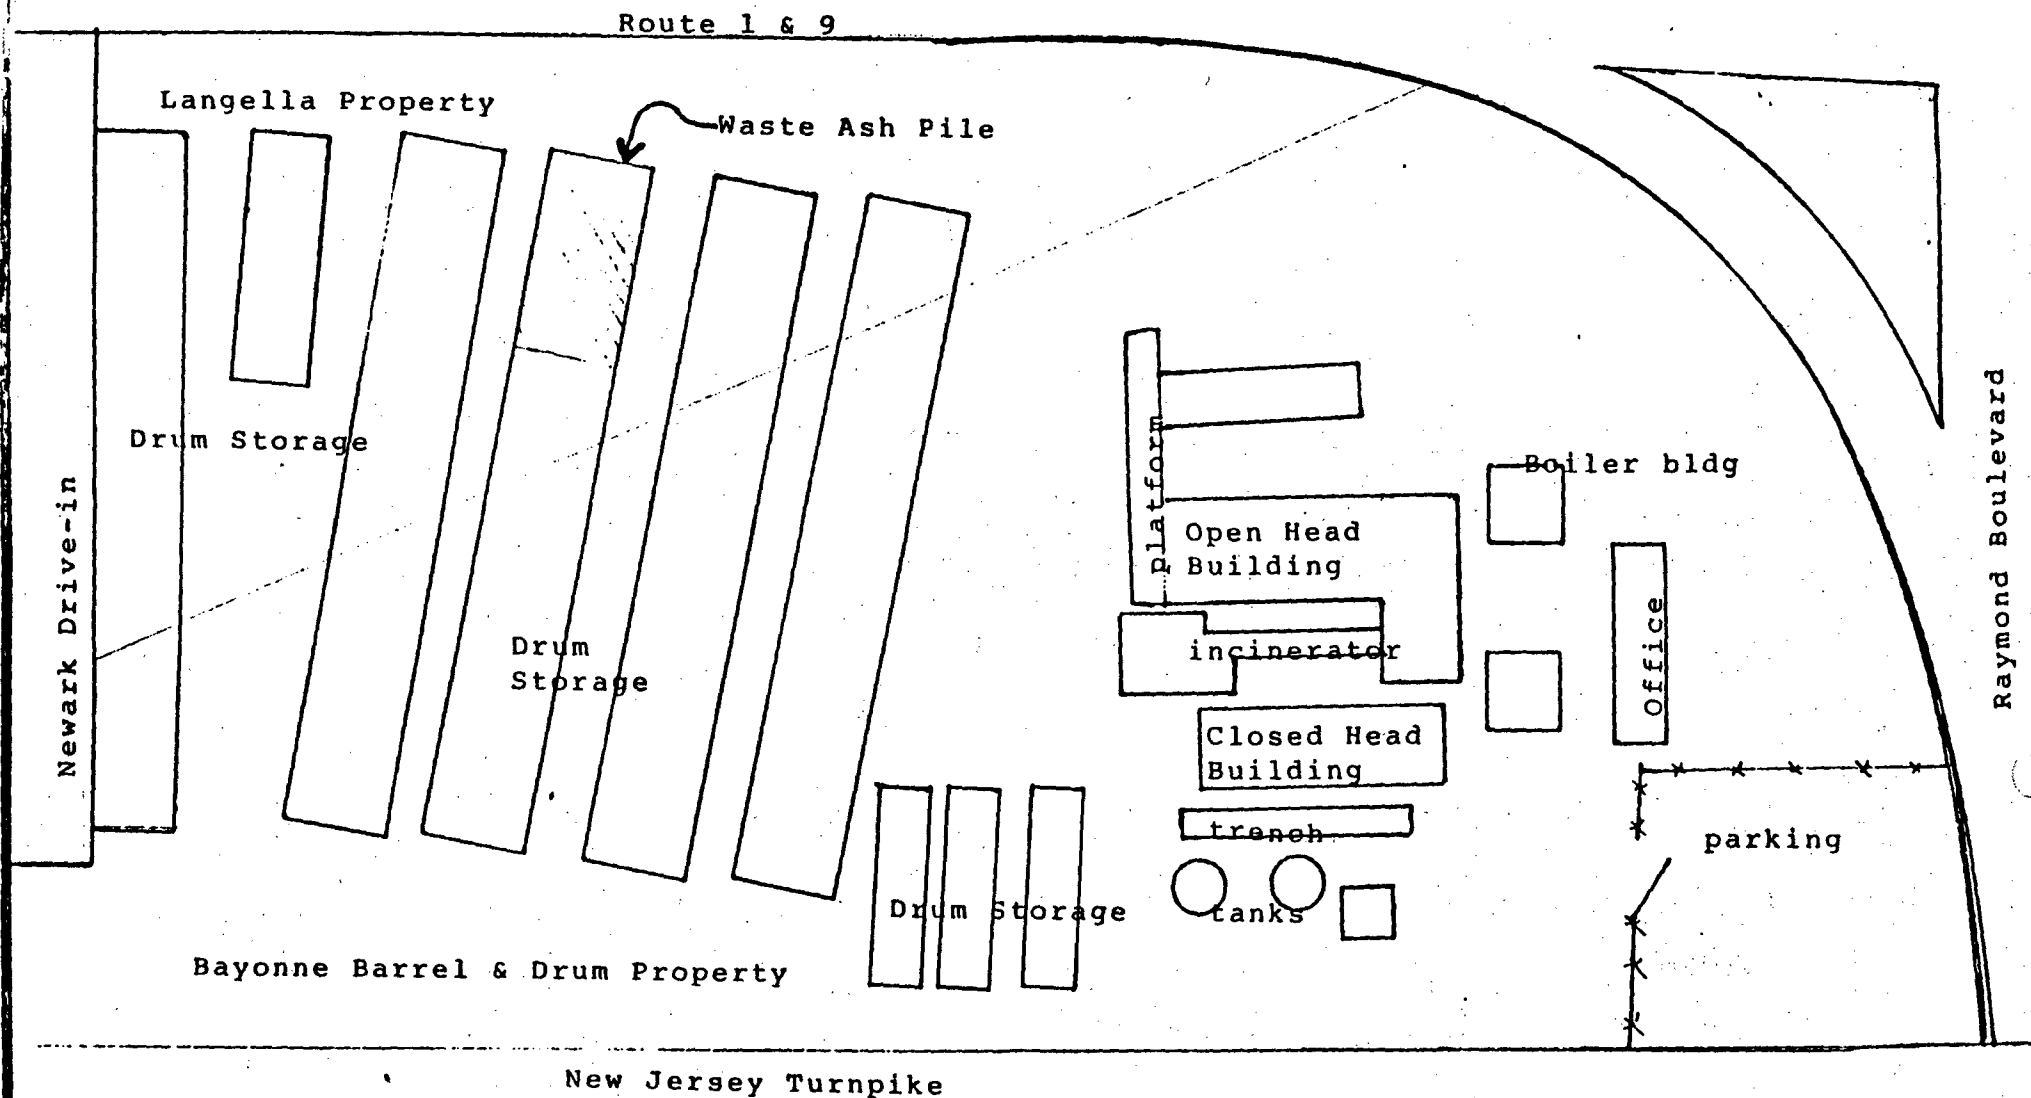 Route 1 & 9
Langella Property
Waste Ash Pile
Drum Storage
Newark Drive-in
platform
Open Head
Building
Boiler bldg
Raymond Boulevard
Drum
Storage
incinerator
Office
Closed Head
Building
trench
parking
Drum Storage
tanks
Bayonne Barrel & Drum Property
New Jersey Turnpike